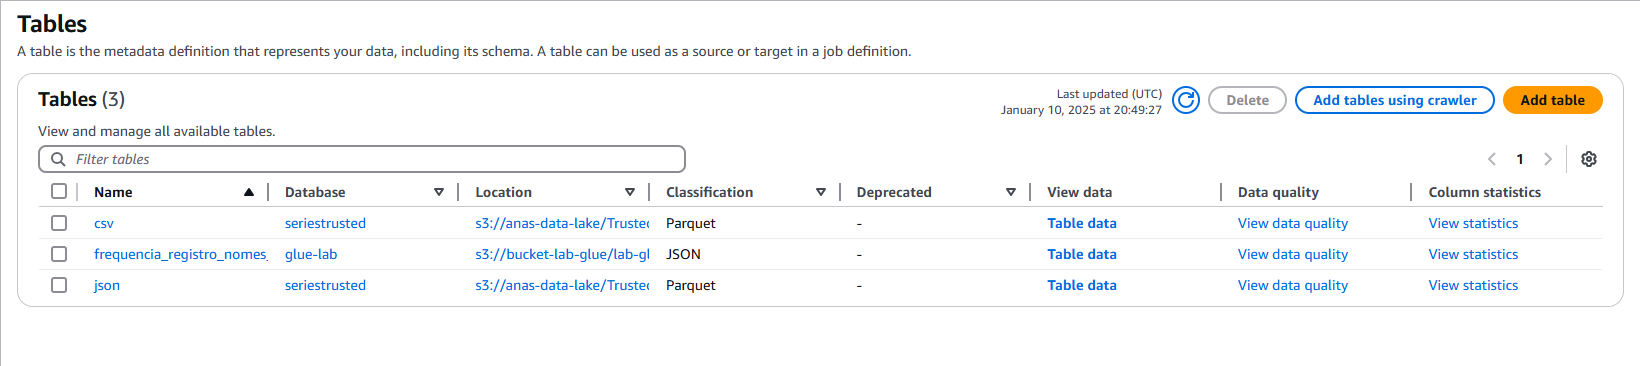 Tables
A table is the metadata definition that represents your data, including its schema. A table can be used as a source or target in a job definition.
Tables (3)
Last updated (UTC)
January 10, 2025 at 20:49:27
Delete
Add tables using crawler
Add table
View and manage all available tables.
Filter tables
1
Name Database Location Classification Deprecated View data Data quality Column statistics
csv seriestrusted s3://anas-data-lake/Trusted Parquet - Table data View data quality View statistics
frequencia_registro_nomes_ glue-lab s3://bucket-lab-glue/lab-gl JSON - Table data View data quality View statistics
json seriestrusted s3://anas-data-lake/Trusted Parquet - Table data View data quality View statistics